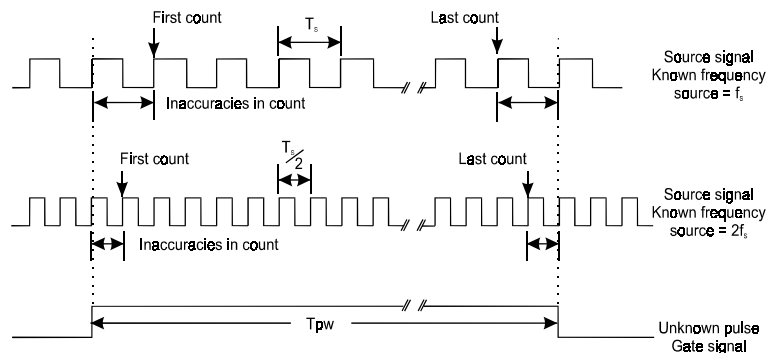 First count
Tₛ
Last count
Source signal
Known frequency
source = fₛ
Inaccuracies in count
First count
Tₛ/2
Last count
Source signal
Known frequency
source = 2fₛ
Inaccuracies in count
Tpw
Unknown pulse
Gate signal